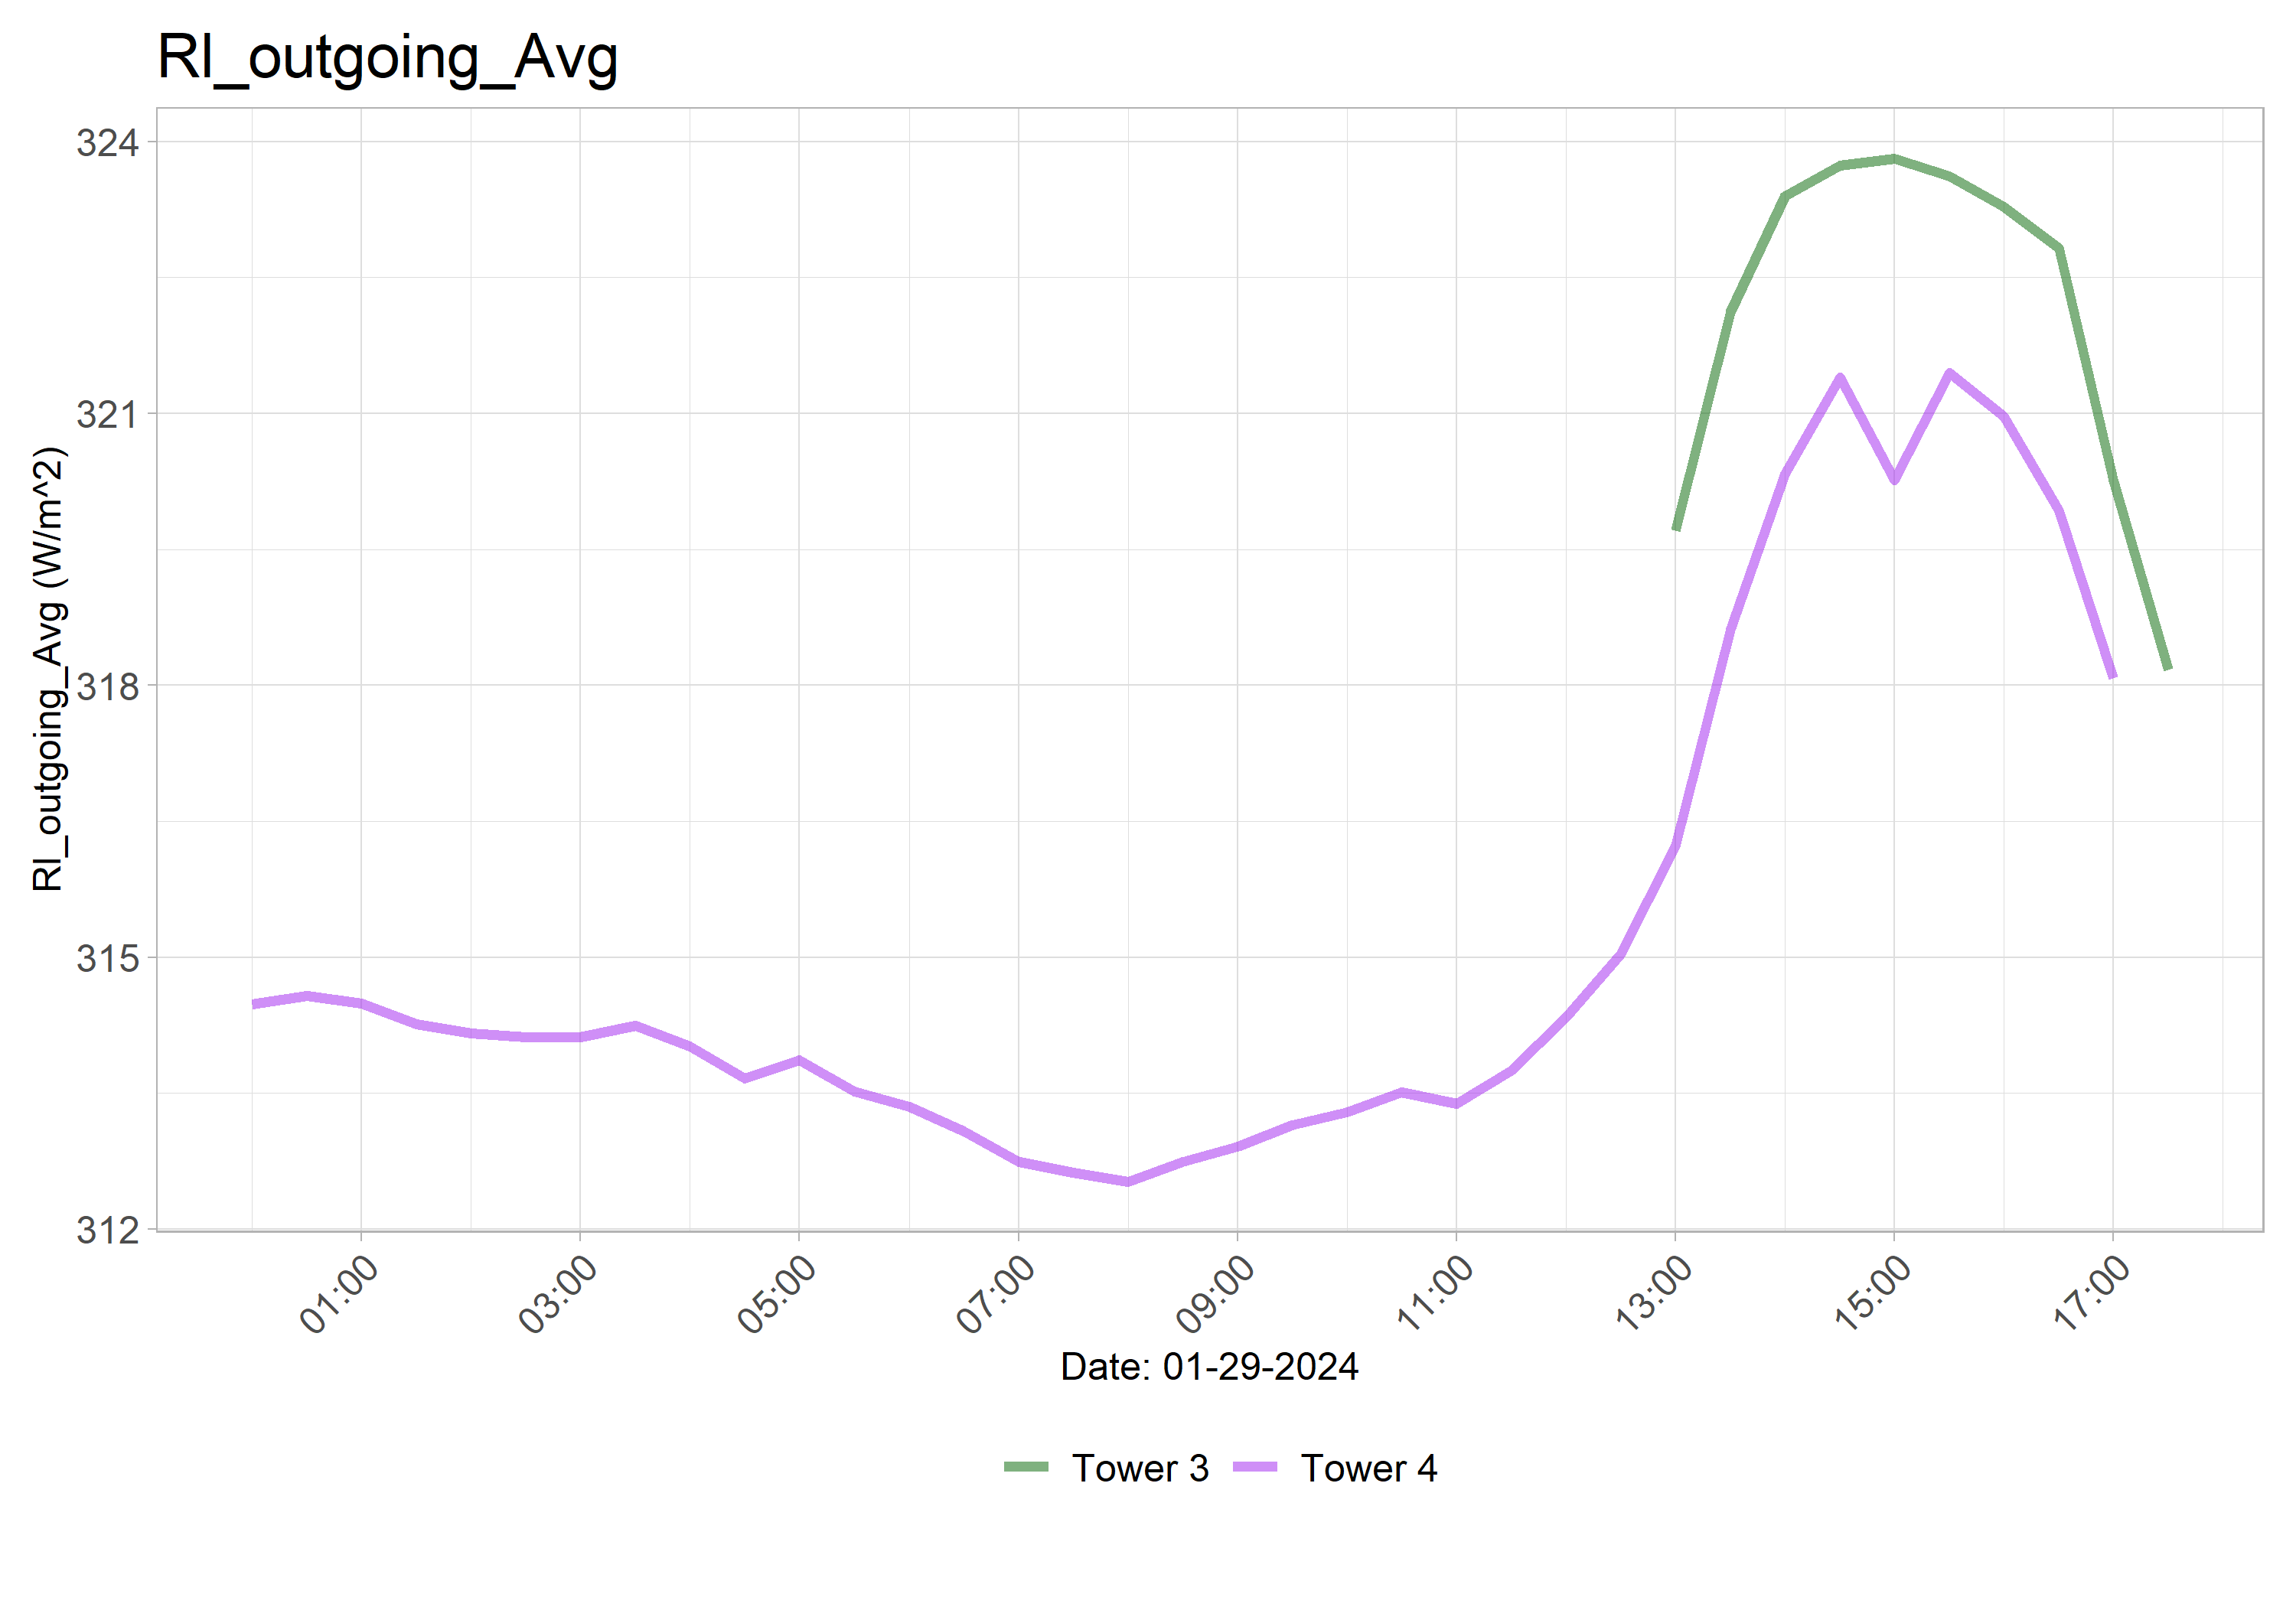 Rl_outgoing_Avg
Rl_outgoing_Avg (W/m^2)
324
321
318
315
312
01:00 03:00 05:00 07:00 09:00 11:00 13:00 15:00 17:00
Date: 01-29-2024
Tower 3 Tower 4